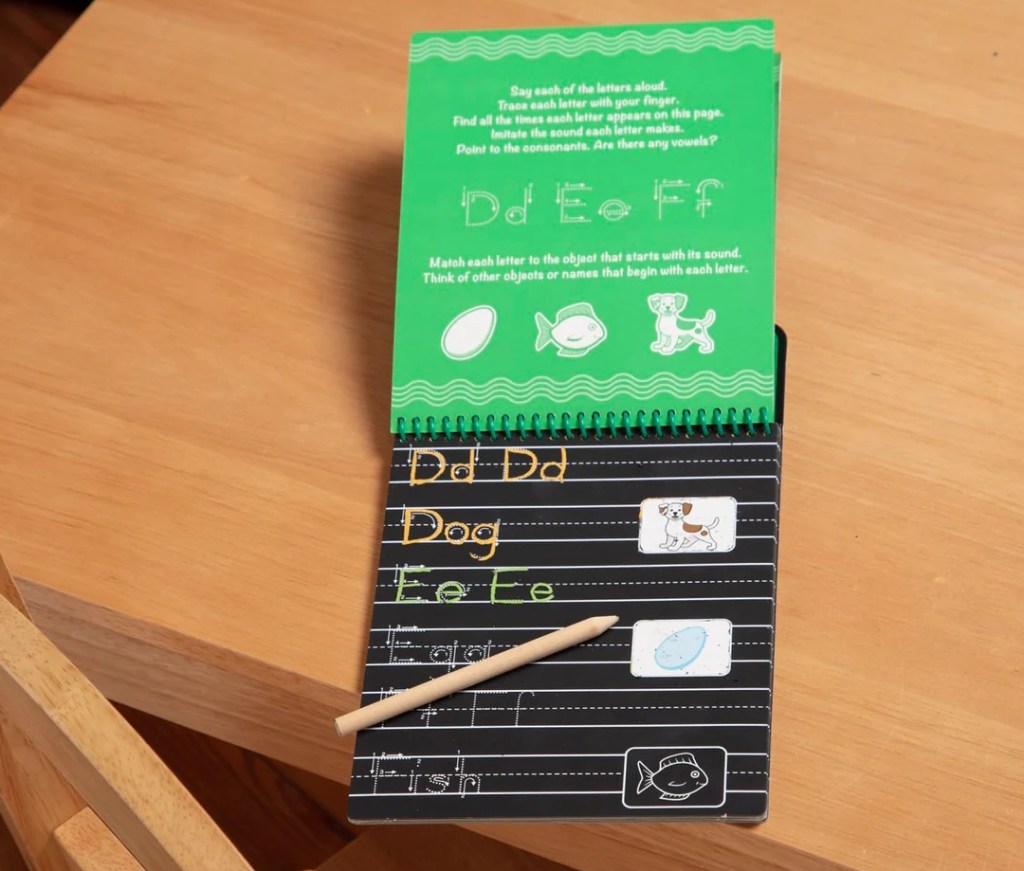 Say each of the letters aloud.
Trace each letter with your finger.
Find all the times each letter appears on this page.
Imitate the sound each letter makes.
Point to the consonants. Are there any vowels?
Dd Ee Ff
Match each letter to the object that starts with its sound.
Think of other objects or names that begin with each letter.
Dd Dd
Dog
Ee Ee
Egg
Ff Ff
Fish